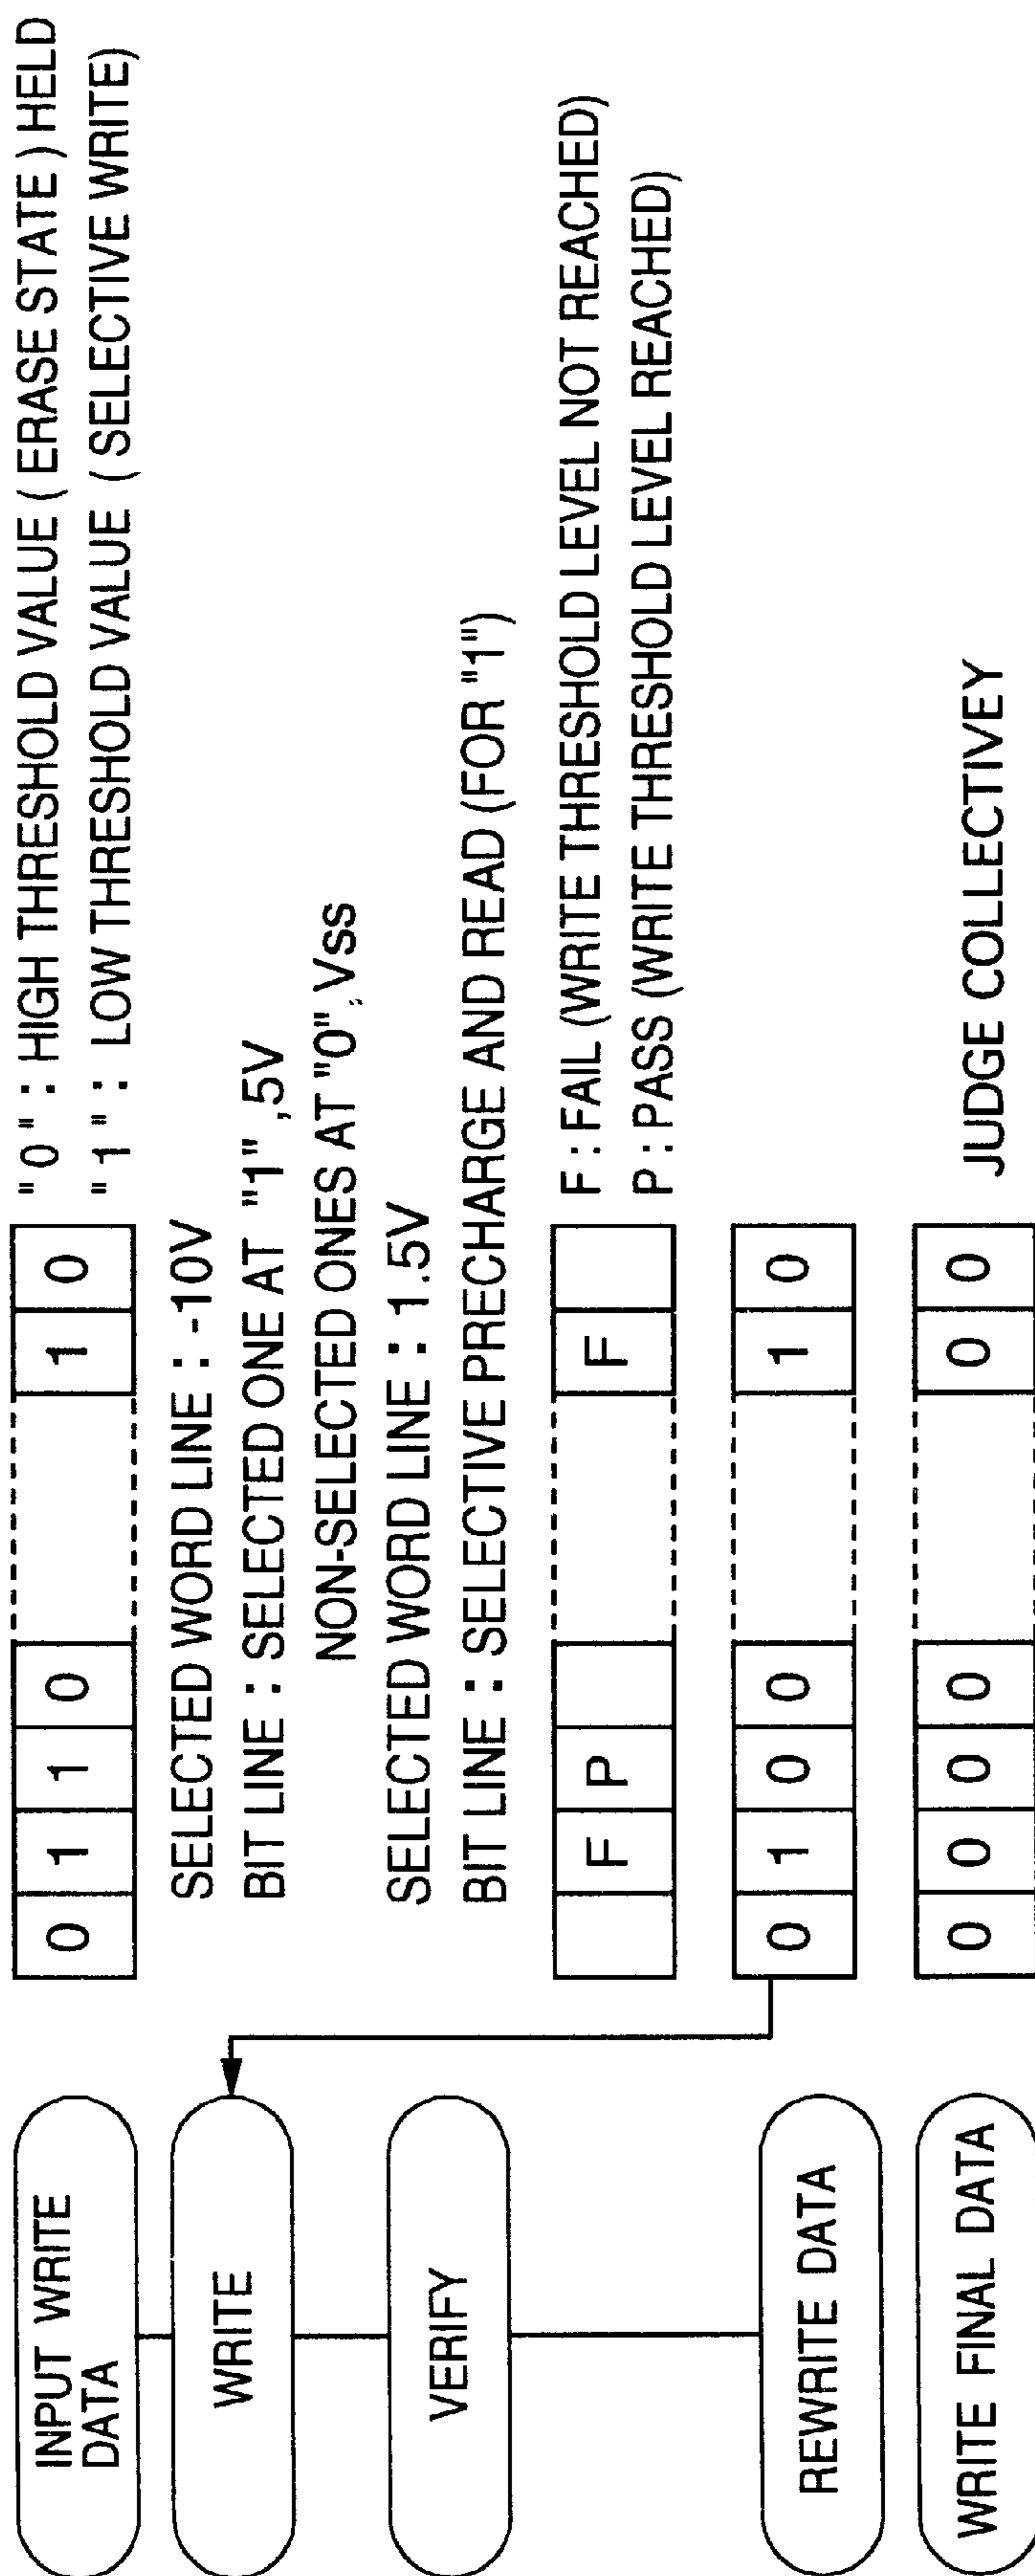 INPUT WRITE
DATA
0 1 1 0 1 0
"0" : HIGH THRESHOLD VALUE ( ERASE STATE ) HELD
"1" : LOW THRESHOLD VALUE ( SELECTIVE WRITE)
WRITE
SELECTED WORD LINE : -10V
BIT LINE : SELECTED ONE AT "1" ,5V
NON-SELECTED ONES AT "0", Vss
VERIFY
SELECTED WORD LINE : 1.5V
BIT LINE : SELECTIVE PRECHARGE AND READ (FOR "1")
F P F
F : FAIL (WRITE THRESHOLD LEVEL NOT REACHED)
P : PASS (WRITE THRESHOLD LEVEL REACHED)
REWRITE DATA
0 1 0 0 1 0
WRITE FINAL DATA
0 0 0 0 0 0
JUDGE COLLECTIVEY